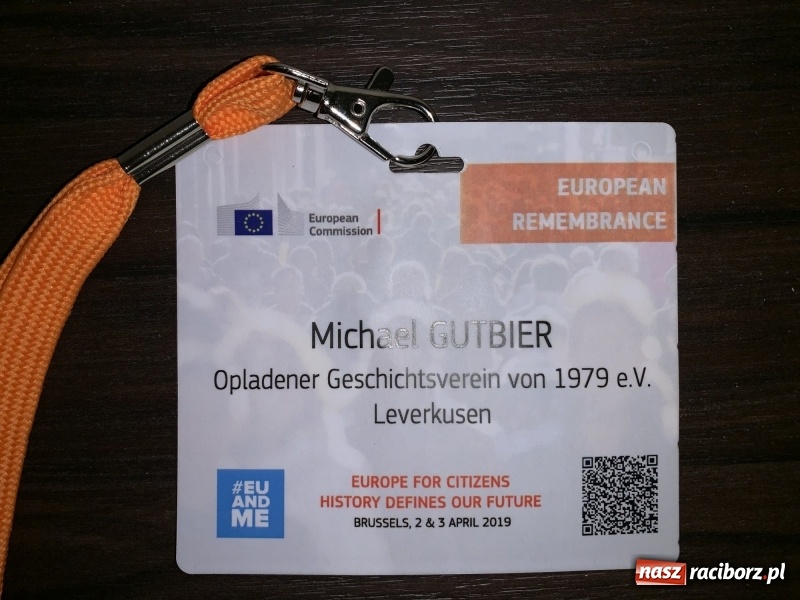 EUROPEAN
REMEMBRANCE
European
Commission
Michael GUTBIER
Opladener Geschichtsverein von 1979 e.V.
Leverkusen
#EU
AND
ME
EUROPE FOR CITIZENS
HISTORY DEFINES OUR FUTURE
BRUSSELS, 2 & 3 APRIL 2019
nasz raciborz.pl